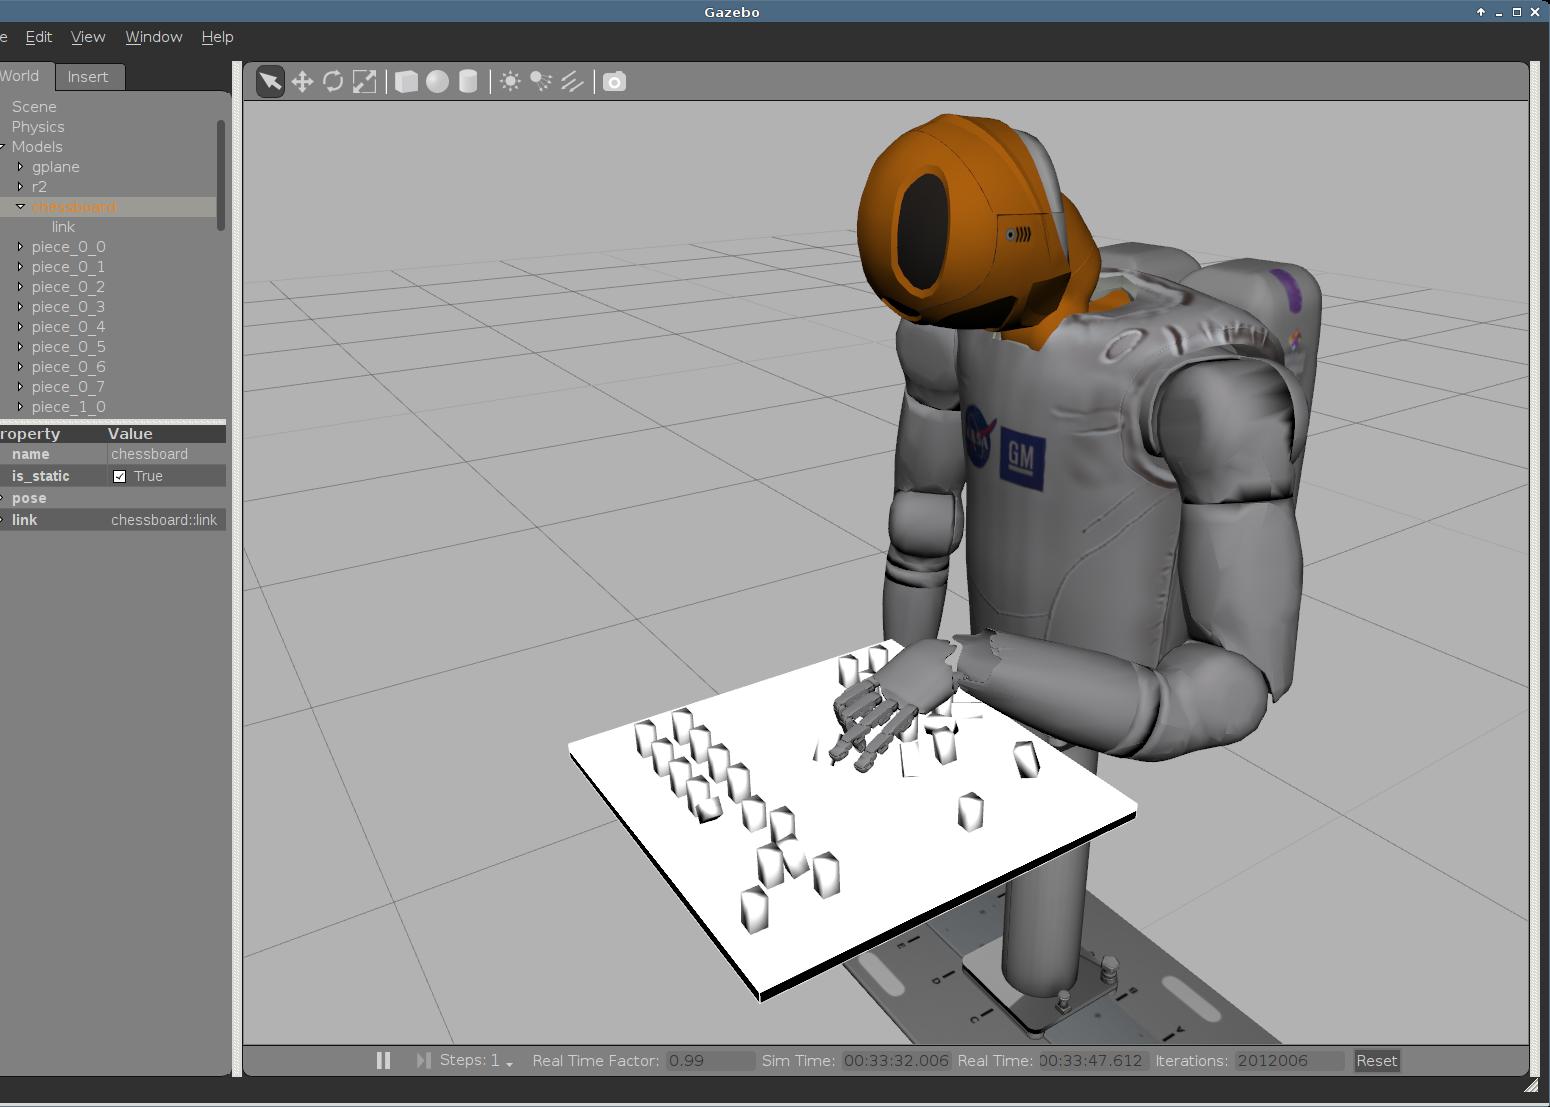 Gazebo
e Edit View Window Help
World Insert
Scene
Physics
Models
gplane
r2
chessboard
link
piece_0_0
piece_0_1
piece_0_2
piece_0_3
piece_0_4
piece_0_5
piece_0_6
piece_0_7
piece_1_0
roperty Value
name chessboard
is_static True
pose
link chessboard::link
NASA
GM
Steps: 1 Real Time Factor: 0.99 Sim Time: 00:33:32.006 Real Time: 00:33:47.612 Iterations: 2012006 Reset